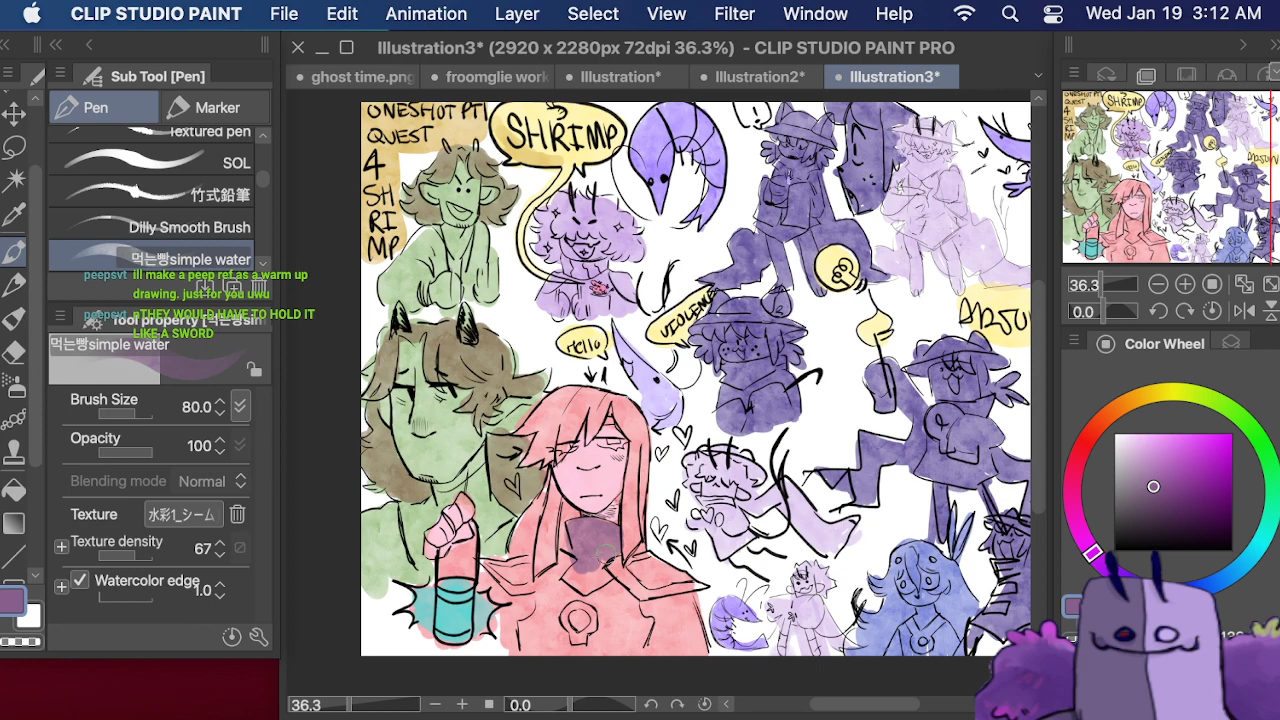 CLIP STUDIO PAINT File Edit Animation Layer Select View Filter Window Help Wed Jan 19 3:12 AM
Illustration3* (2920 x 2280px 72dpi 36.3%) - CLIP STUDIO PAINT PRO
Sub Tool [Pen]
ghost time.png
froomglie work
Illustration*
Illustration2*
Illustration3*
Pen
Marker
Textured pen
SOL
竹式鉛筆
Dilly Smooth Brush
먹는빵simple water
peepsvt ill make a peep ref as a warm up
drawing. just for you uwu
peepsvt nTHEY WOULD HAVE TO HOLD IT
LIKE A SWORD
먹는빵simple water
Brush Size 80.0
Opacity 100
Blending mode Normal
Texture 水彩1_シーム
Texture density 67
Watercolor edge 1.0
ONESHOT PT1
QUEST
4
SH
RI
MP
SHRIMP
Hello
VIOLENCE
36.3
0.0
Color Wheel
36.3
0.0